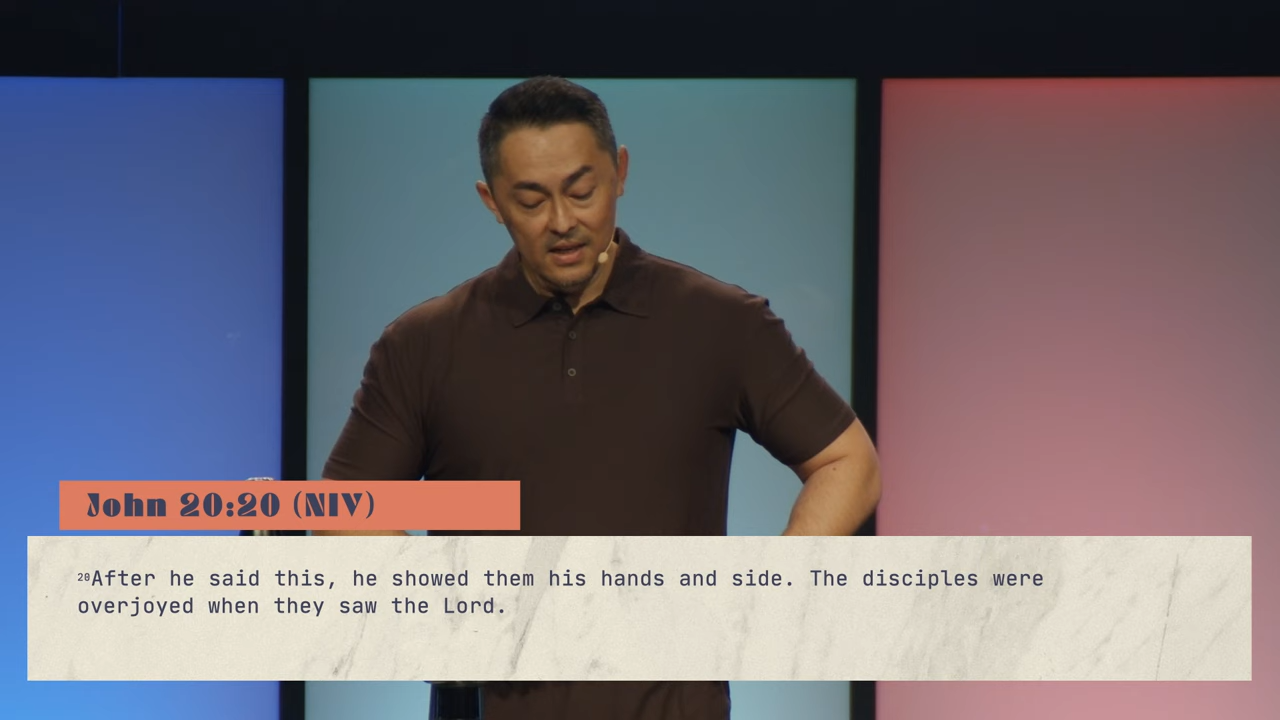 John 20:20 (NIV)
20After he said this, he showed them his hands and side. The disciples were
overjoyed when they saw the Lord.